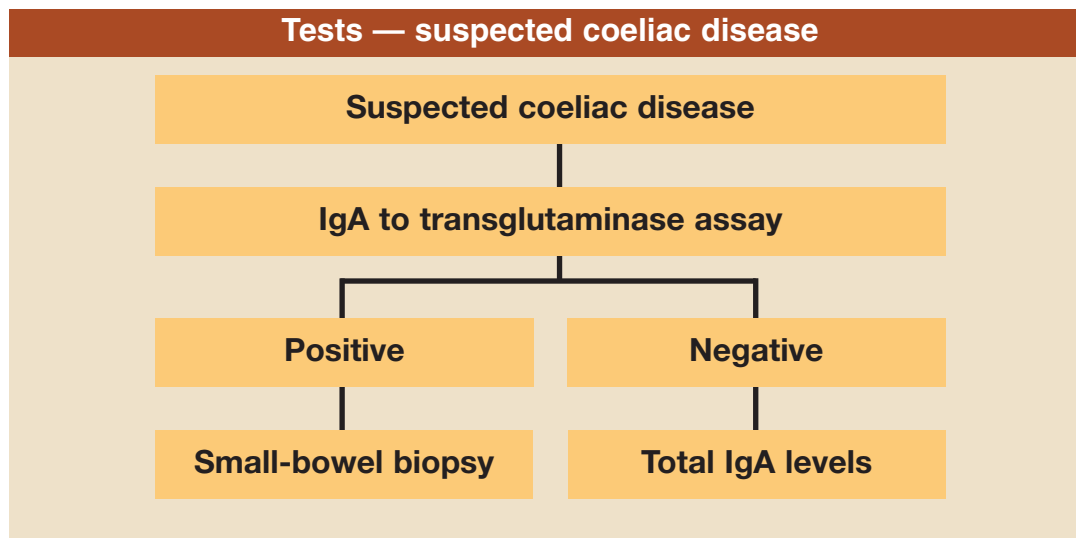 Tests — suspected coeliac disease
Suspected coeliac disease
IgA to transglutaminase assay
Positive
Negative
Small-bowel biopsy
Total IgA levels